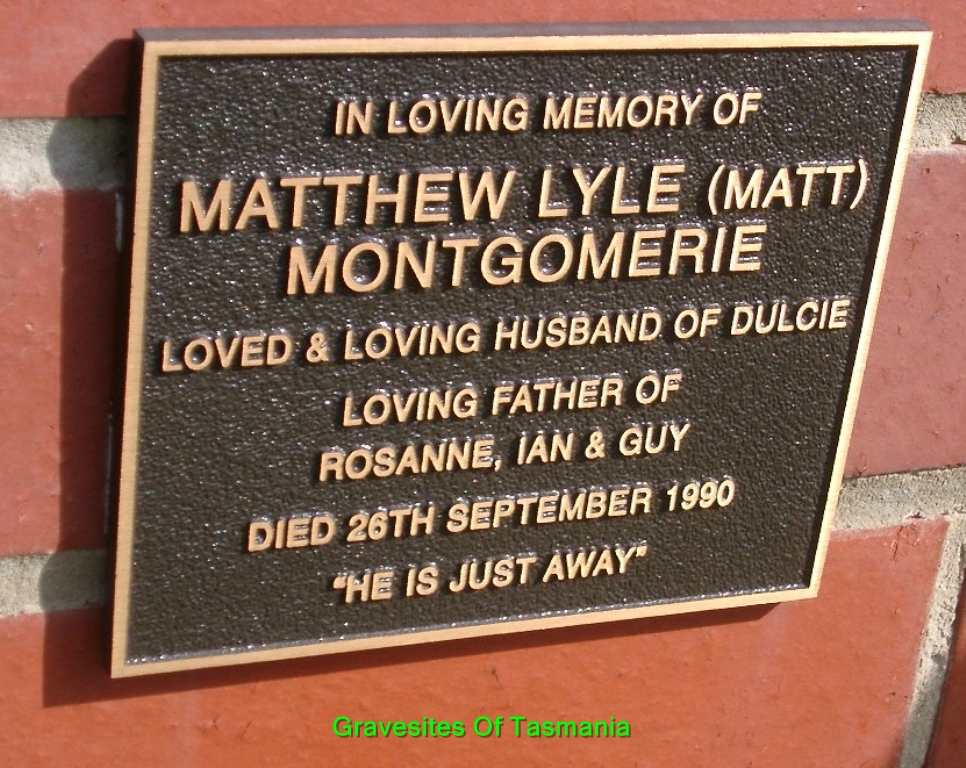 IN LOVING MEMORY OF
MATTHEW LYLE (MATT)
MONTGOMERIE
LOVED & LOVING HUSBAND OF DULCIE
LOVING FATHER OF
ROSANNE, IAN & GUY
DIED 26TH SEPTEMBER 1990
"HE IS JUST AWAY"
Gravesites Of Tasmania